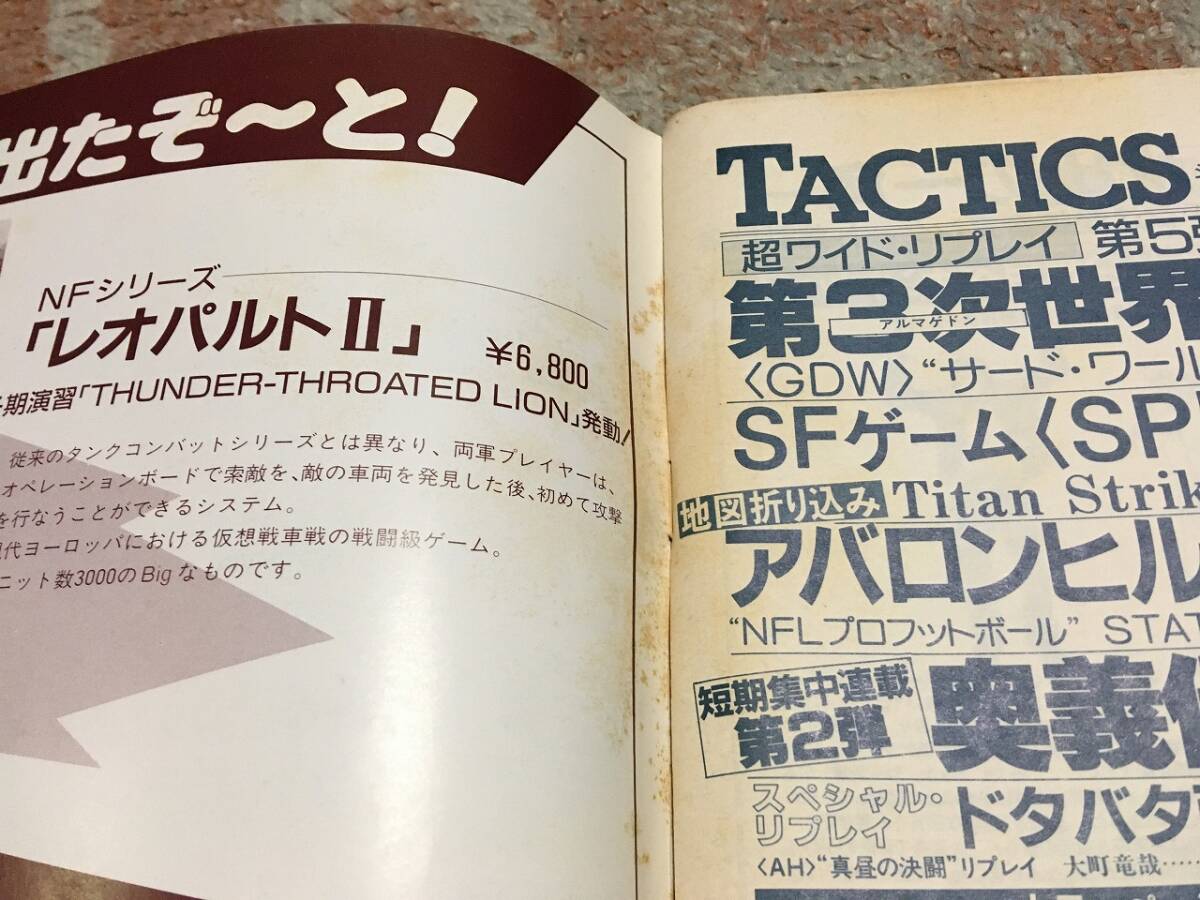 出たぞ〜と!
NFシリーズ
「レオパルトⅡ」
¥6,800
期演習「THUNDER-THROATED LION」発動!
従来のタンクコンバットシリーズとは異なり、両軍プレイヤーは、
オペレーションボードで索敵を、敵の車両を発見した後、初めて攻撃
を行なうことができるシステム。
現代ヨーロッパにおける仮想戦車戦の戦闘級ゲーム。
ニット数3000のBigなものです。
TACTICS
超ワイド・リプレイ 第5弾
第3次世界
アルマゲドン
〈GDW〉“サード・ワール
SFゲーム〈SP
地図折り込み Titan Strik
アバロンヒル
“NFLプロフットボール” STAT
短期集中連載
第2弾
奥義
スペシャル・
リプレイ
ドタバタ
〈AH〉“真昼の決闘”リプレイ 大町竜哉……